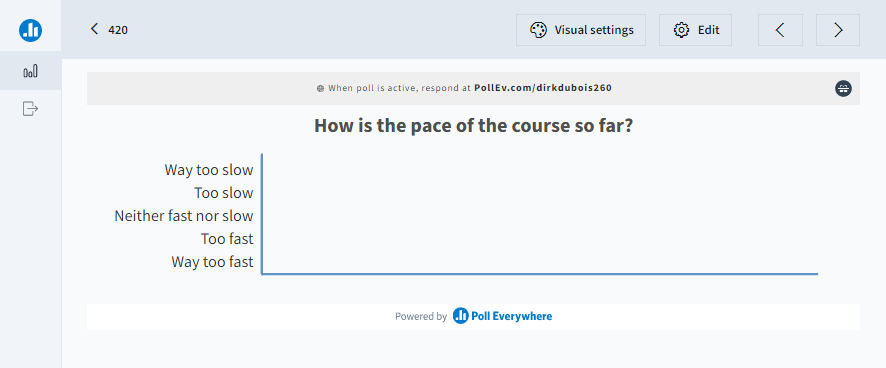 420
Visual settings
Edit
When poll is active, respond at PollEv.com/dirkdubois260
How is the pace of the course so far?
Way too slow
Too slow
Neither fast nor slow
Too fast
Way too fast
Powered by Poll Everywhere